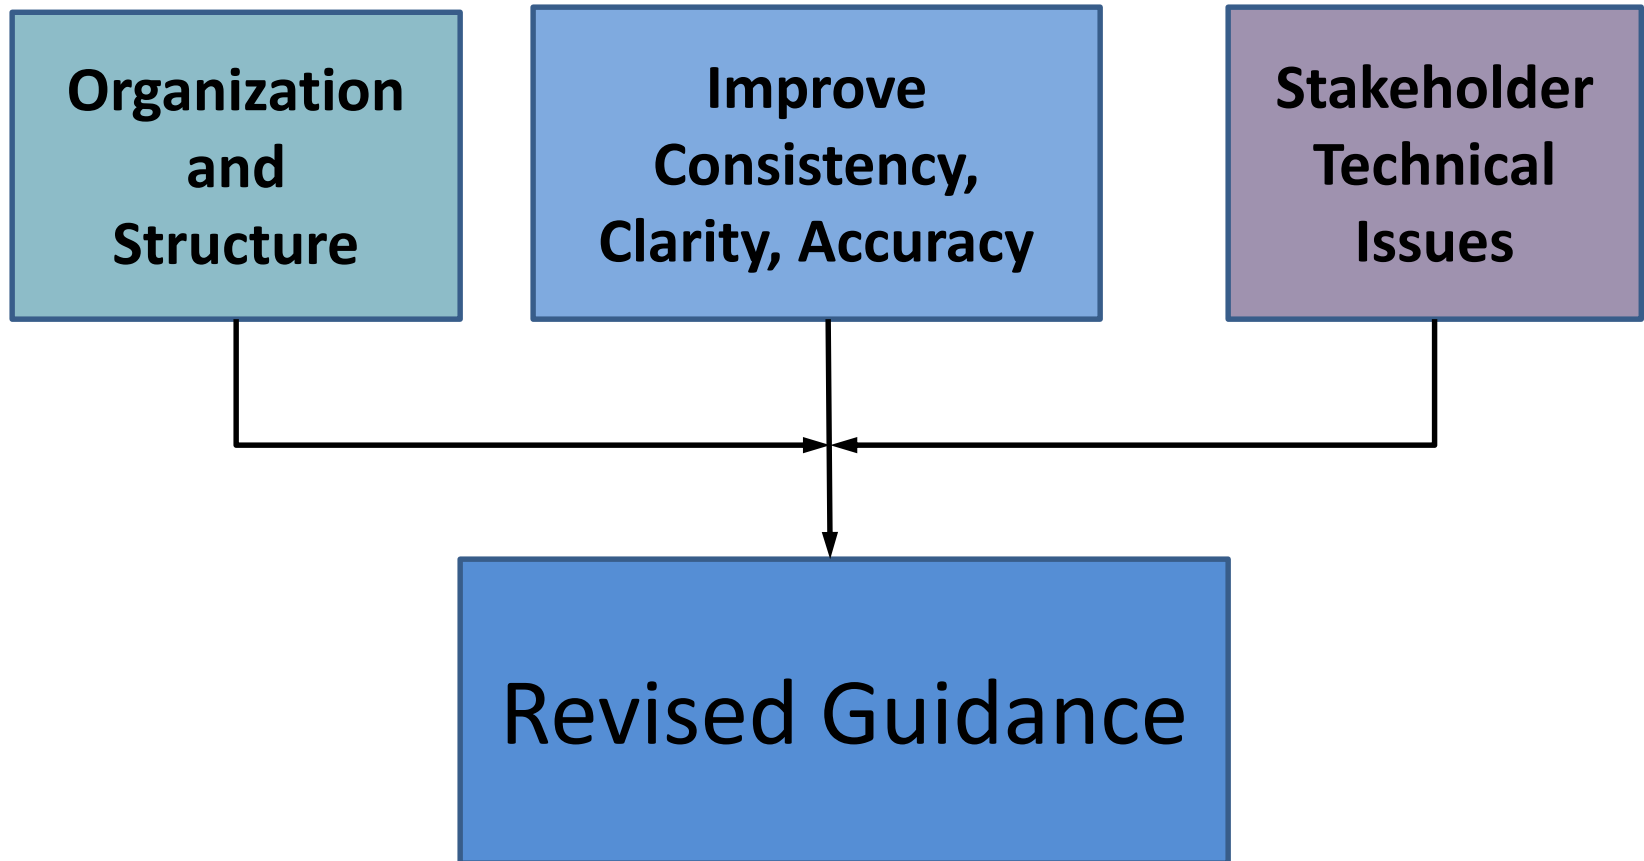 Organization
and
Structure
Improve
Consistency,
Clarity, Accuracy
Stakeholder
Technical
Issues
Revised Guidance